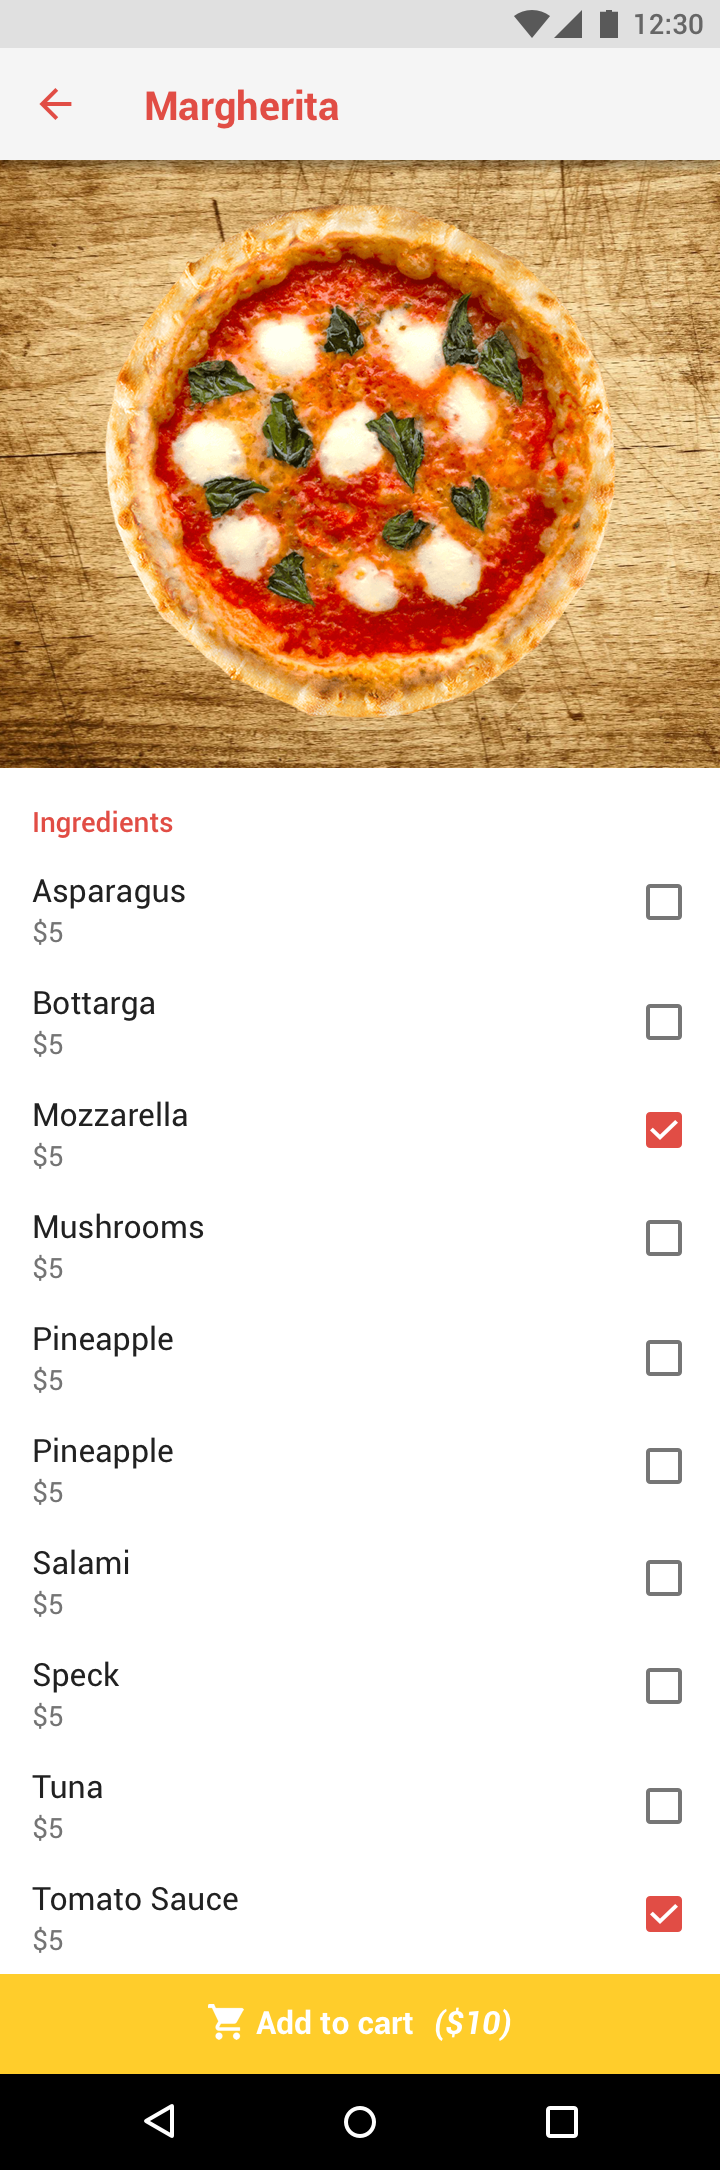 12:30
Margherita
Ingredients
Asparagus
$5
Bottarga
$5
Mozzarella
$5
Mushrooms
$5
Pineapple
$5
Pineapple
$5
Salami
$5
Speck
$5
Tuna
$5
Tomato Sauce
$5
Add to cart ($10)